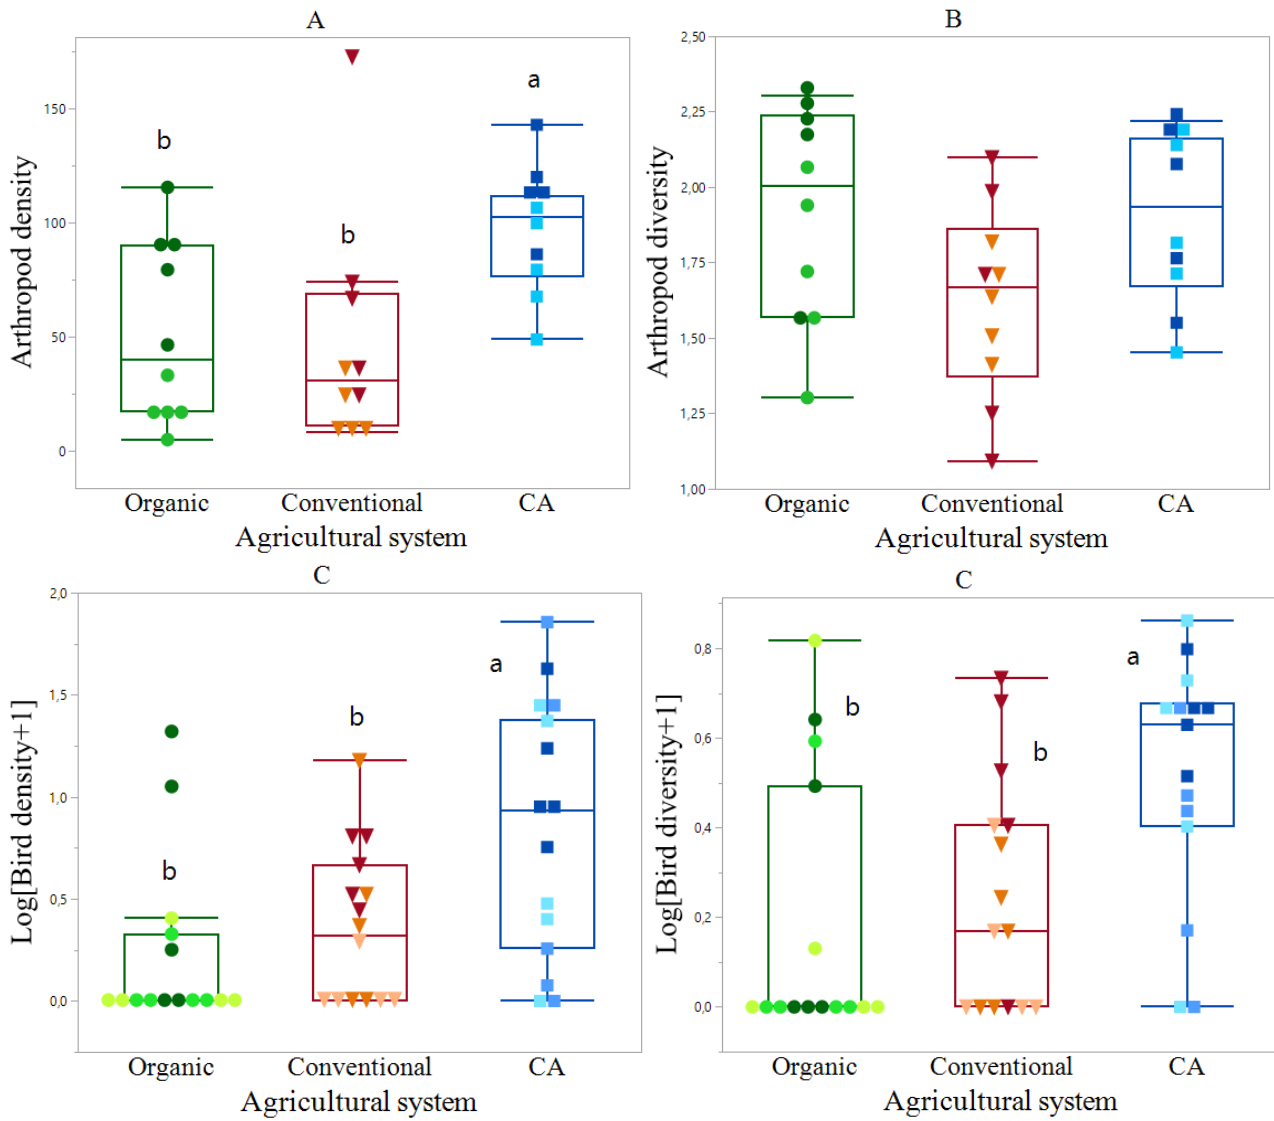 A
Arthropod density
150
100
50
0
b
b
a
Organic
Conventional
CA
Agricultural system
B
Arthropod diversity
2,50
2,25
2,00
1,75
1,50
1,25
1,00
Organic
Conventional
CA
Agricultural system
C
Log[Bird density+1]
2,0
1,5
1,0
0,5
0,0
b
b
a
Organic
Conventional
CA
Agricultural system
C
Log[Bird diversity+1]
0,8
0,6
0,4
0,2
0,0
b
b
a
Organic
Conventional
CA
Agricultural system